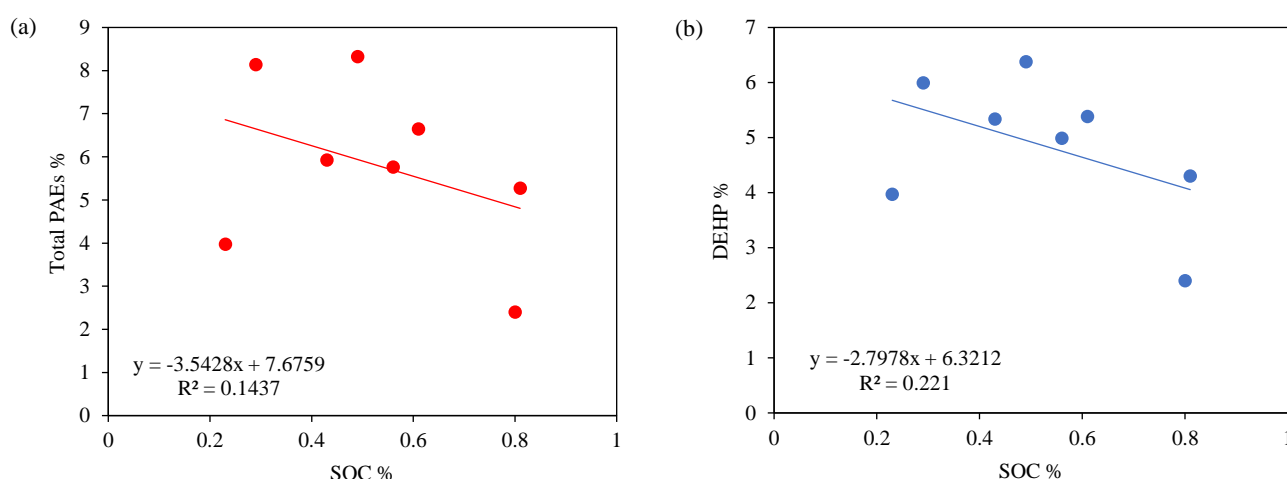 (a)
9
8
7
6
5
4
3
2
1
0
Total PAEs %
y = -3.5428x + 7.6759
R² = 0.1437
0 0.2 0.4 0.6 0.8 1
SOC %
(b)
7
6
5
4
3
2
1
0
DEHP %
y = -2.7978x + 6.3212
R² = 0.221
0 0.2 0.4 0.6 0.8 1
SOC %